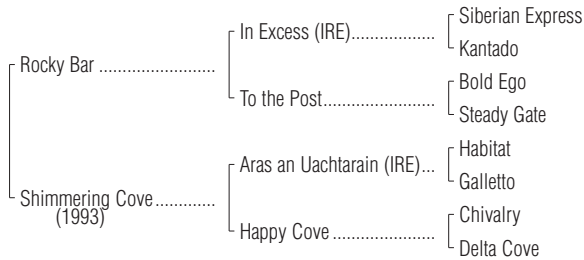 Siberian Express
In Excess (IRE)...................
Kantado
Rocky Bar ........................
Bold Ego
To the Post.........................
Steady Gate
Habitat
Aras an Uachtarain (IRE)...
Galletto
Shimmering Cove............
(1993)
Chivalry
Happy Cove .......................
Delta Cove